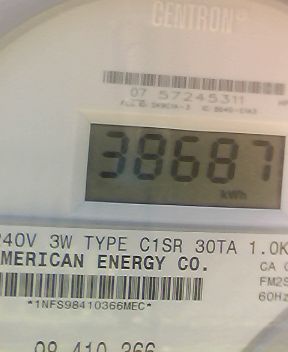 CENTRON
07 57245311
38687
kWh
240V 3W TYPE C1SR 30TA 1.0K
MERICAN ENERGY CO.
CA
FM2S
60Hz
*1NFS98410366MEC*
98 410 366